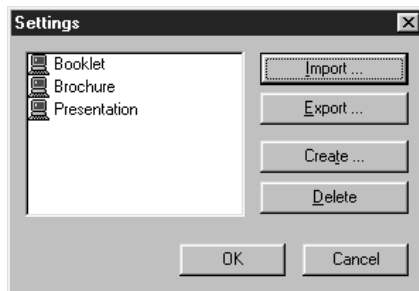 Settings
Booklet
Brochure
Presentation
Import ...
Export ...
Create ...
Delete
OK
Cancel